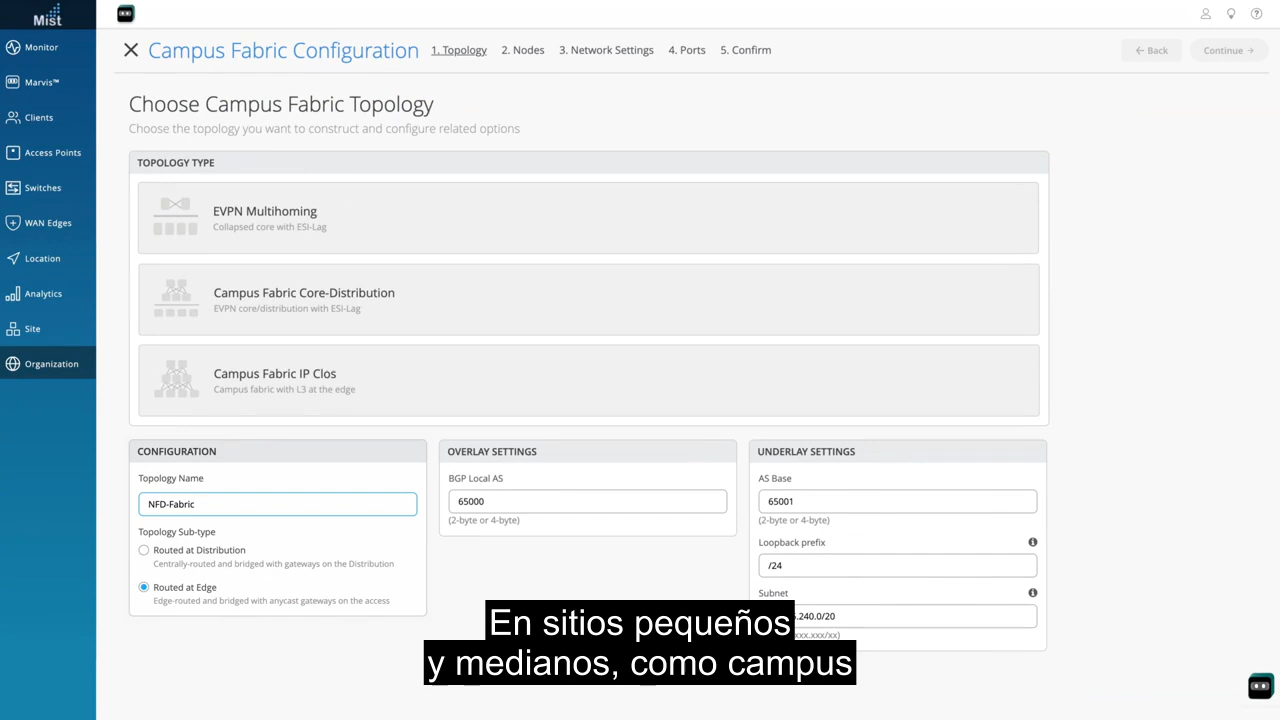 Mist
Monitor
Marvis™
Clients
Access Points
Switches
WAN Edges
Location
Analytics
Site
Organization
Campus Fabric Configuration
1. Topology 2. Nodes 3. Network Settings 4. Ports 5. Confirm
← Back
Continue →
Choose Campus Fabric Topology
Choose the topology you want to construct and configure related options
TOPOLOGY TYPE
EVPN Multihoming
Collapsed core with ESI-Lag
Campus Fabric Core-Distribution
EVPN core/distribution with ESI-Lag
Campus Fabric IP Clos
Campus fabric with L3 at the edge
CONFIGURATION
Topology Name
NFD-Fabric
Topology Sub-type
Routed at Distribution
Centrally-routed and bridged with gateways on the Distribution
Routed at Edge
Edge-routed and bridged with anycast gateways on the access
OVERLAY SETTINGS
BGP Local AS
65000
(2-byte or 4-byte)
UNDERLAY SETTINGS
AS Base
65001
(2-byte or 4-byte)
Loopback prefix
/24
Subnet
.240.0/20
xxx.xxx/xx)
En sitios pequeños
y medianos, como campus